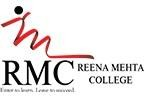 RMC REENA MEHTA
COLLEGE
Enter to learn. Leave to succeed.